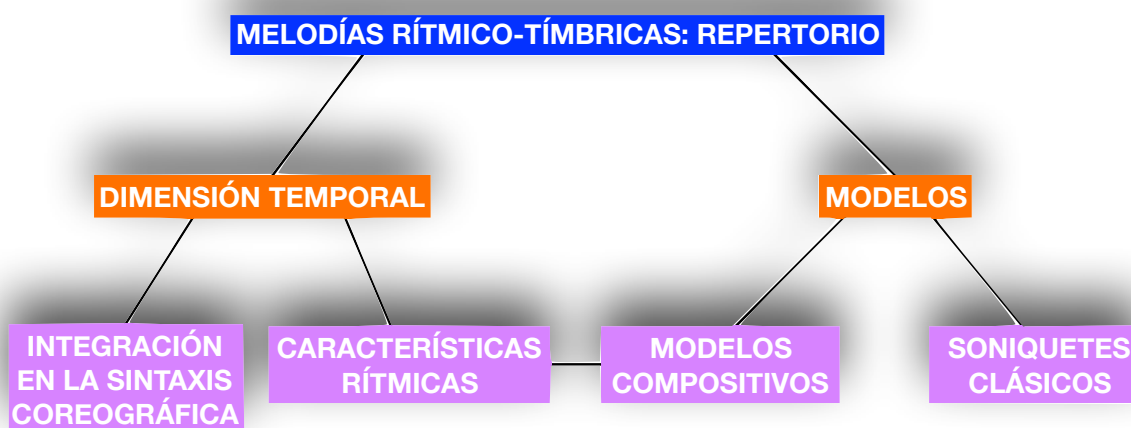 MELODÍAS RÍTMICO-TÍMBRICAS: REPERTORIO
DIMENSIÓN TEMPORAL
MODELOS
INTEGRACIÓN
EN LA SINTAXIS
COREOGRÁFICA
CARACTERÍSTICAS
RÍTMICAS
MODELOS
COMPOSITIVOS
SONIQUETES
CLÁSICOS